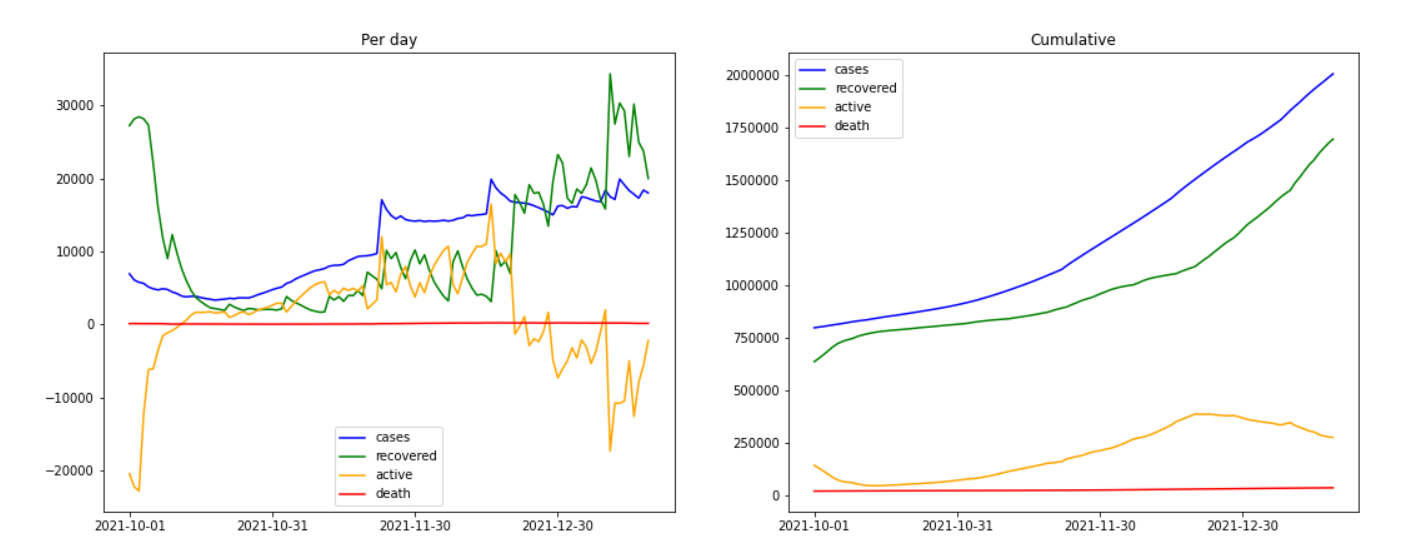 Per day
30000
20000
10000
0
−10000
−20000
cases
recovered
active
death
2021-10-01
2021-10-31
2021-11-30
2021-12-30
Cumulative
2000000
1750000
1500000
1250000
1000000
750000
500000
250000
0
cases
recovered
active
death
2021-10-01
2021-10-31
2021-11-30
2021-12-30